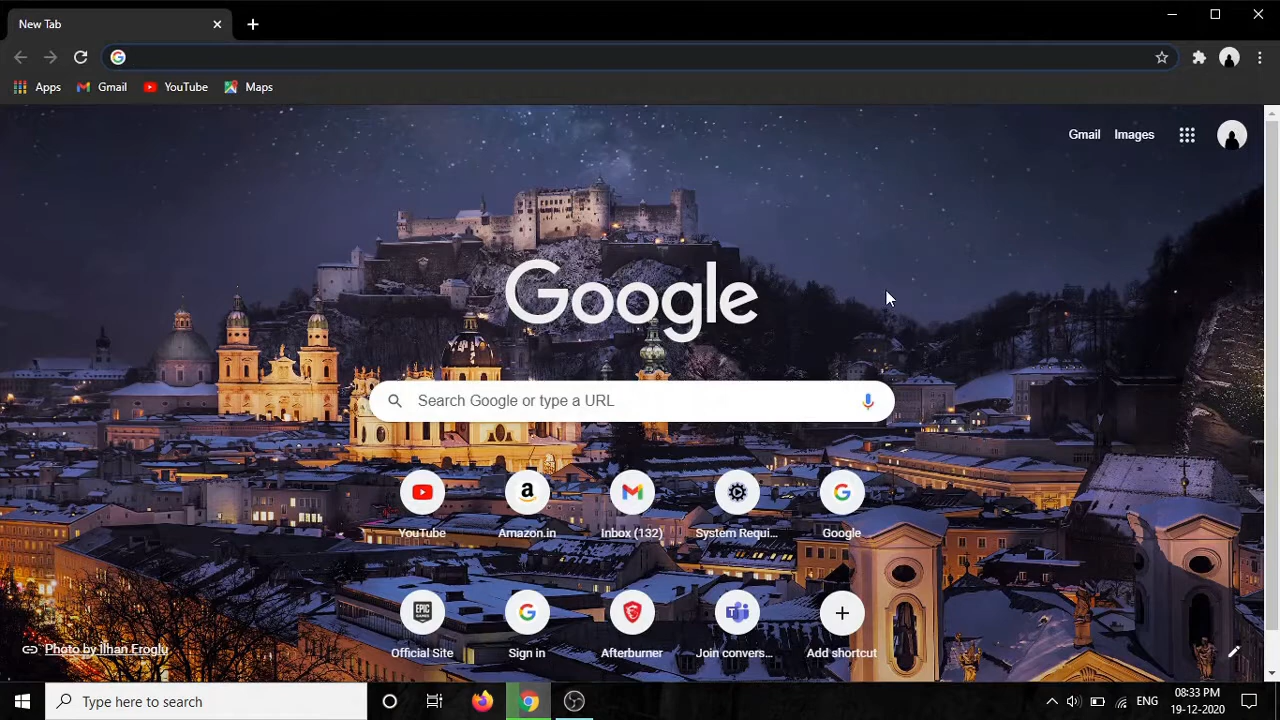 New Tab
Apps Gmail YouTube Maps
Gmail Images
Google
Search Google or type a URL
YouTube Amazon.in Inbox (132) System Requi... Google
EPIC GAMES
Official Site Sign in Afterburner Join convers... Add shortcut
Photo by Ilhan Eroglu
Type here to search
ENG
08:33 PM
19-12-2020